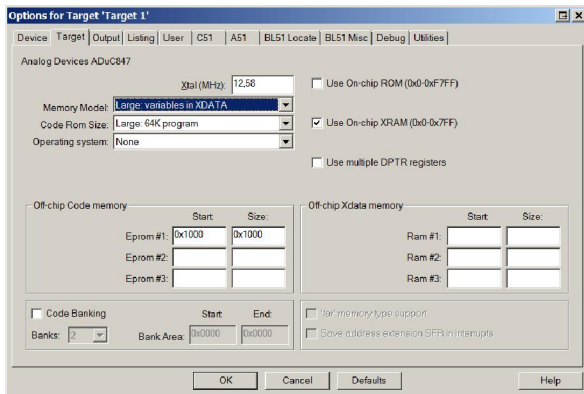 Options for Target 'Target 1'
Device Target Output Listing User C51 A51 BL51 Locate BL51 Misc Debug Utilities
Analog Devices ADuC847
Xtal (MHz): 12,58
Use On-chip ROM (0x0-0xF7FF)
Memory Model: Large: variables in XDATA
Code Rom Size: Large: 64K program
Use On-chip XRAM (0x0-0x7FF)
Operating system: None
Use multiple DPTR registers
Off-chip Code memory
Start Size:
Eprom #1: 0x1000 0x1000
Eprom #2:
Eprom #3:
Off-chip Xdata memory
Start Size:
Ram #1:
Ram #2:
Ram #3:
Code Banking Start End:
Banks: 2 Bank Area: 0x0000 0x0000
'far' memory type support
Save address extension SFR in interrupts
OK Cancel Defaults Help